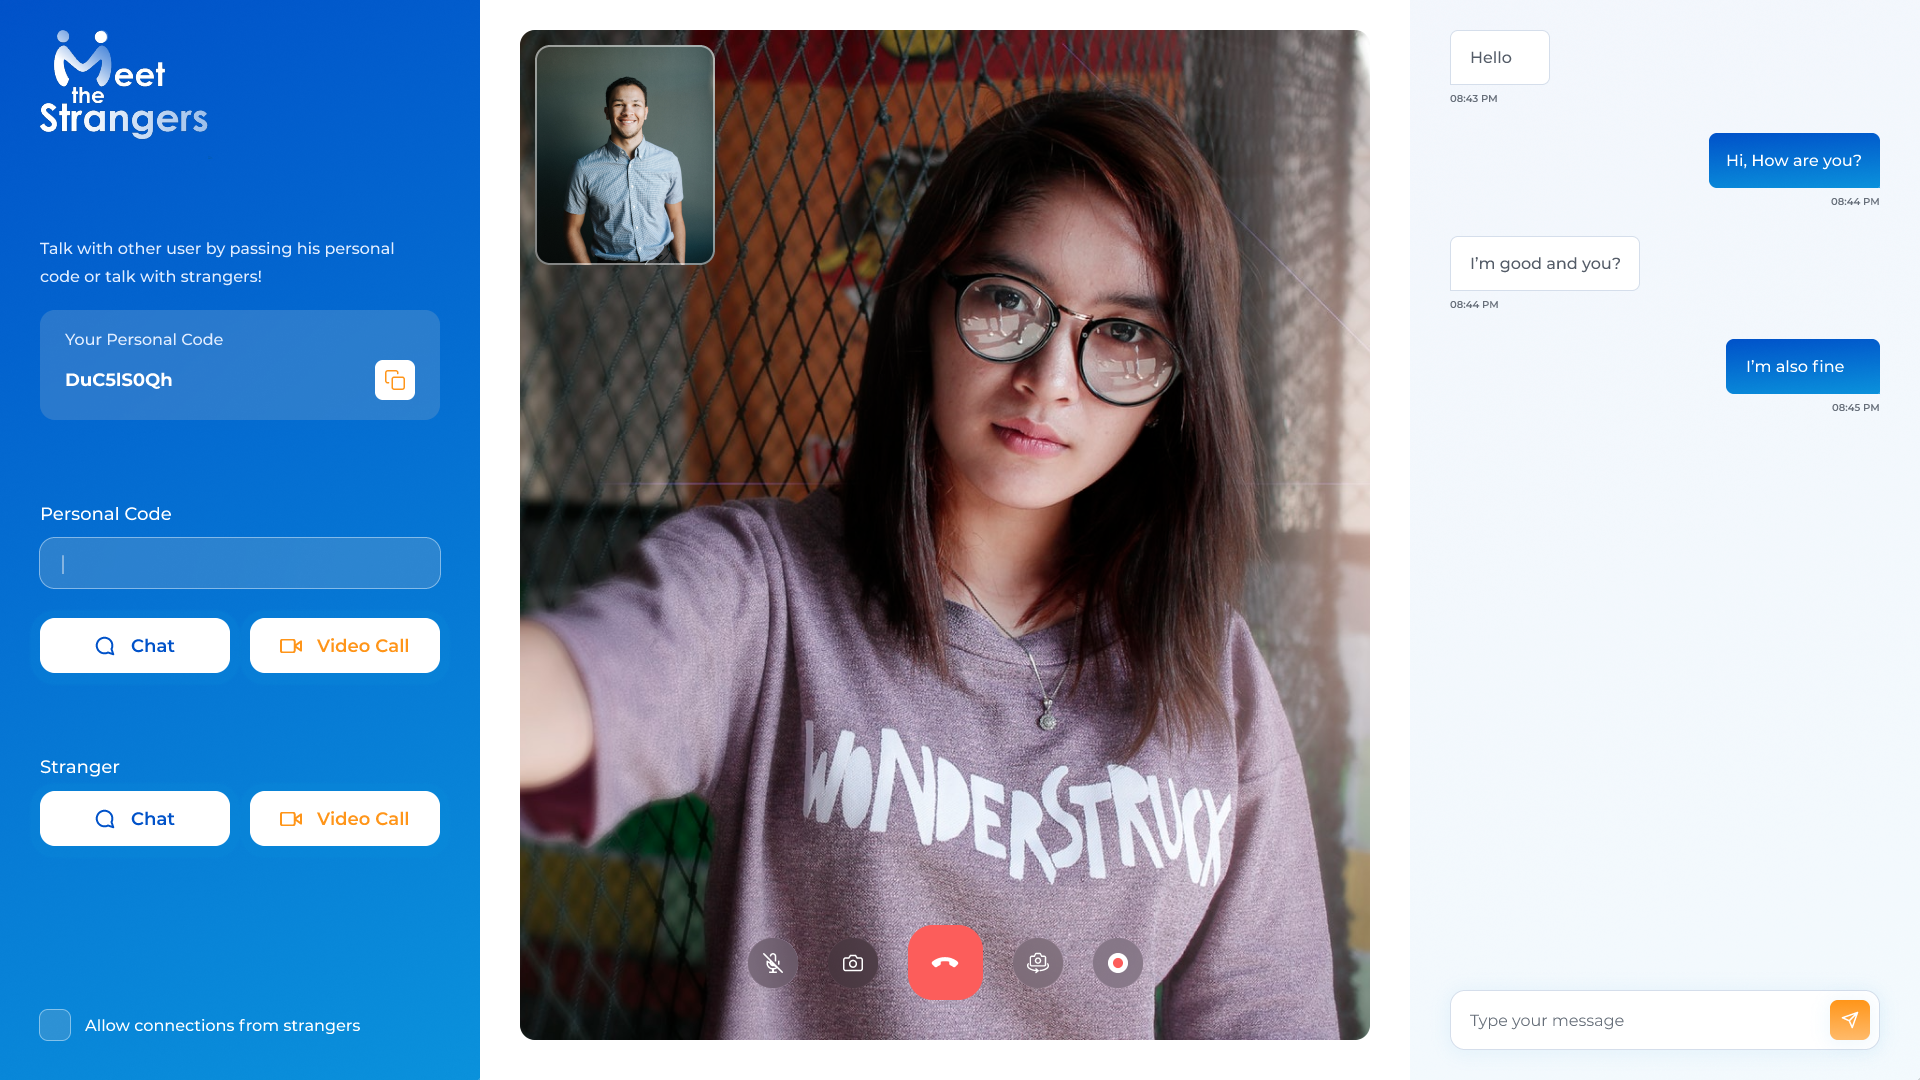 Meet
the
Strangers
Talk with other user by passing his personal
code or talk with strangers!
Your Personal Code
DuC5lS0Qh
Personal Code
Chat
Video Call
Stranger
Chat
Video Call
Allow connections from strangers
WONDERSTRUCK
Hello
08:43 PM
Hi, How are you?
08:44 PM
I’m good and you?
08:44 PM
I’m also fine
08:45 PM
Type your message